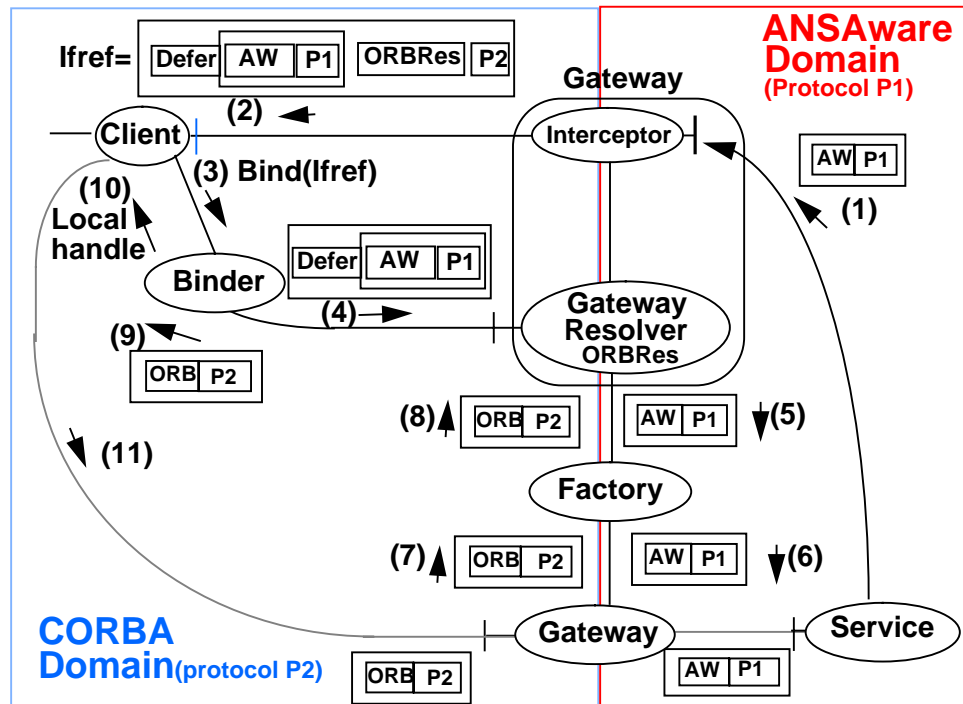 Ifref= Defer AW P1 ORBRes P2
ANSAware
Domain
(Protocol P1)
(2)
Gateway
Client
Interceptor
AW P1
(1)
(3) Bind(Ifref)
(10)
Local
handle
Binder
Defer AW P1
(4)
Gateway
Resolver
ORBRes
(9)
ORB P2
(8) ORB P2
AW P1 (5)
(11)
Factory
(7) ORB P2
AW P1 (6)
CORBA
Domain(protocol P2)
Gateway
Service
ORB P2
AW P1